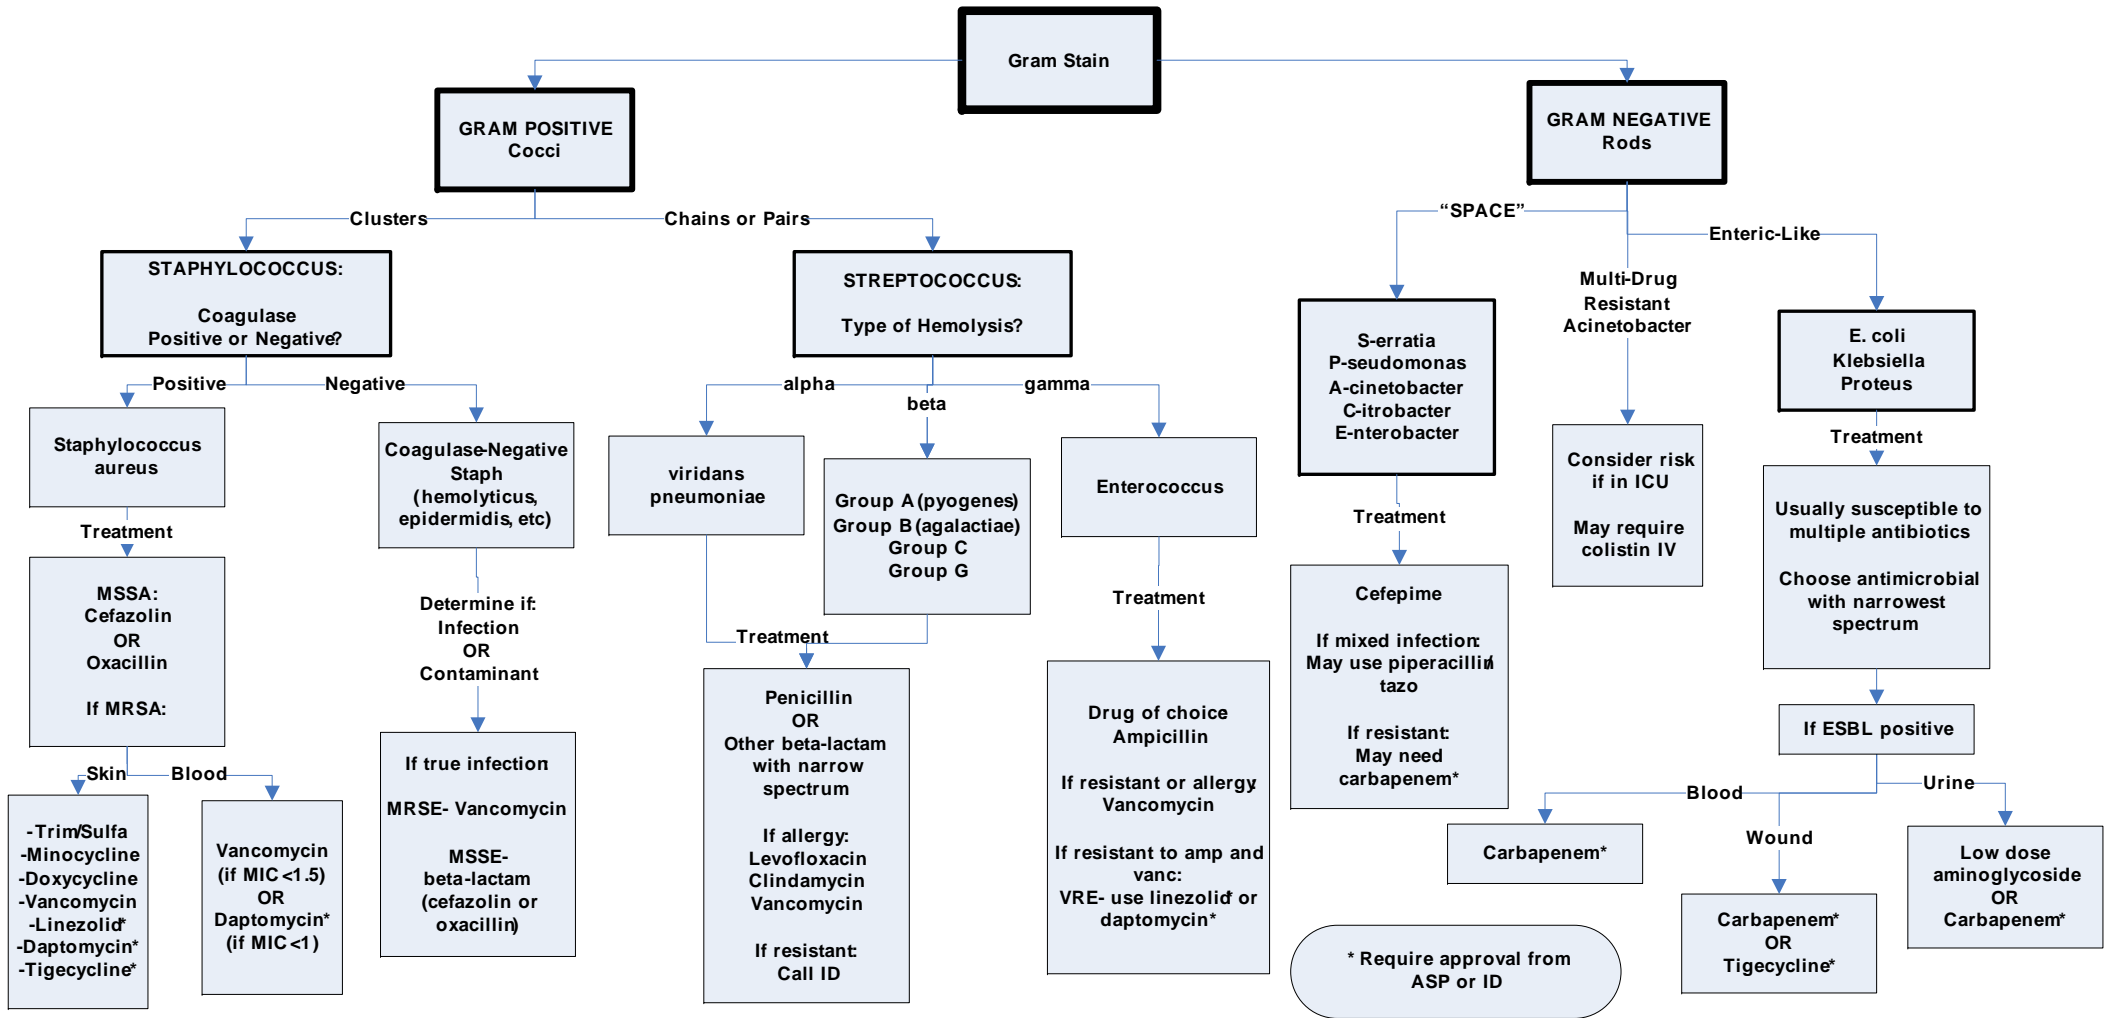 Gram Stain
GRAM POSITIVE
Cocci
GRAM NEGATIVE
Rods
Clusters
Chains or Pairs
"SPACE"
Enteric-Like
Multi-Drug
Resistant
Acinetobacter
STAPHYLOCOCCUS:
Coagulase
Positive or Negative?
STREPTOCOCCUS:
Type of Hemolysis?
S-erratia
P-seudomonas
A-cinetobacter
C-itrobacter
E-nterobacter
E. coli
Klebsiella
Proteus
Positive
Negative
alpha
beta
gamma
Staphylococcus
aureus
Coagulase-Negative
Staph
(hemolyticus,
epidermidis, etc)
viridans
pneumoniae
Group A (pyogenes)
Group B (agalactiae)
Group C
Group G
Enterococcus
Consider risk
if in ICU
May require
colistin IV
Treatment
Usually susceptible to
multiple antibiotics
Choose antimicrobial
with narrowest
spectrum
Treatment
MSSA:
Cefazolin
OR
Oxacillin
If MRSA:
Determine if:
Infection
OR
Contaminant
Treatment
Treatment
Treatment
Cefepime
If mixed infection:
May use piperacillin/
tazo
If resistant:
May need
carbapenem*
If ESBL positive
Skin
Blood
-Trim/Sulfa
-Minocycline
-Doxycycline
-Vancomycin
-Linezolid*
-Daptomycin*
-Tigecycline*
Vancomycin
(if MIC <1.5)
OR
Daptomycin*
(if MIC <1)
If true infection:
MRSE- Vancomycin
MSSE-
beta-lactam
(cefazolin or
oxacillin)
Penicillin
OR
Other beta-lactam
with narrow
spectrum
If allergy:
Levofloxacin
Clindamycin
Vancomycin
If resistant:
Call ID
Drug of choice:
Ampicillin
If resistant or allergy:
Vancomycin
If resistant to amp and
vanc:
VRE- use linezolid* or
daptomycin*
Blood
Wound
Urine
Carbapenem*
Carbapenem*
OR
Tigecycline*
Low dose
aminoglycoside
OR
Carbapenem*
* Require approval from
ASP or ID